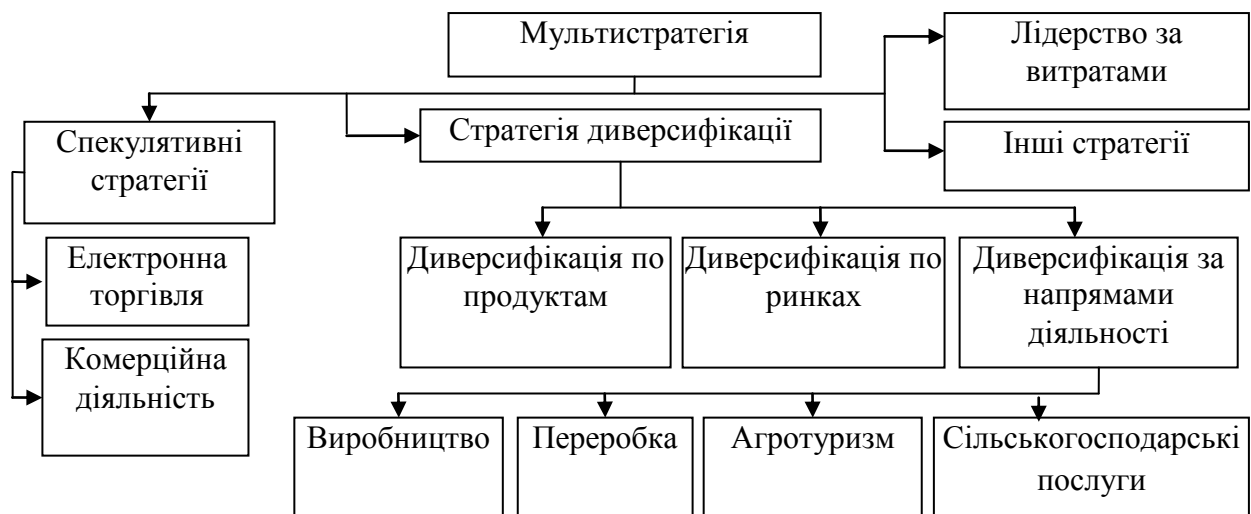 Мультистратегія
Лідерство за
витратами
Спекулятивні
стратегії
Стратегія диверсифікації
Інші стратегії
Електронна
торгівля
Диверсифікація по
продуктам
Диверсифікація по
ринках
Диверсифікація за
напрямами
діяльності
Комерційна
діяльність
Виробництво
Переробка
Агротуризм
Сільськогосподарські
послуги